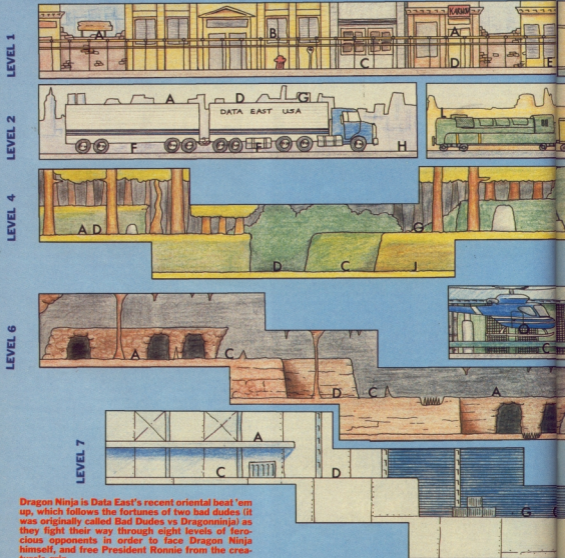 LEVEL 1
A
B
KARNOV
A
C
D
E
LEVEL 2
A
D
G
DATA EAST USA
F
F
H
LEVEL 4
A D
G
D
C
J
LEVEL 6
C
A
C
D
C
A
LEVEL 7
A
C
D
G
Dragon Ninja is Data East's recent oriental beat 'em
up, which follows the fortunes of two bad dudes (it
was originally called Bad Dudes vs Dragonninja) as
they fight their way through eight levels of fero-
cious opponents in order to face Dragon Ninja
himself, and free President Ronnie from the crea-